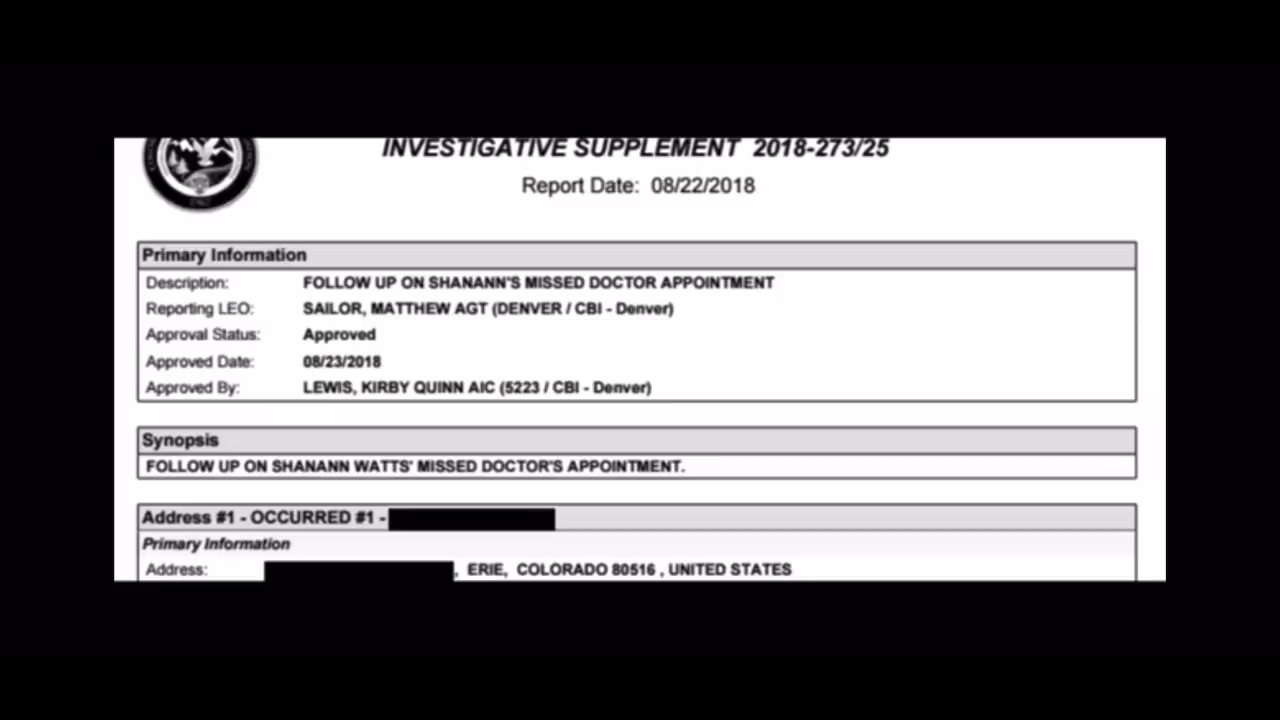 INVESTIGATIVE SUPPLEMENT 2018-273/25
Report Date: 08/22/2018
Primary Information
Description: FOLLOW UP ON SHANANN'S MISSED DOCTOR APPOINTMENT
Reporting LEO: SAILOR, MATTHEW AGT (DENVER / CBI - Denver)
Approval Status: Approved
Approved Date: 08/23/2018
Approved By: LEWIS, KIRBY QUINN AIC (5223 / CBI - Denver)
Synopsis
FOLLOW UP ON SHANANN WATTS' MISSED DOCTOR'S APPOINTMENT.
Address #1 - OCCURRED #1 -
Primary Information
Address: , ERIE, COLORADO 80516 , UNITED STATES